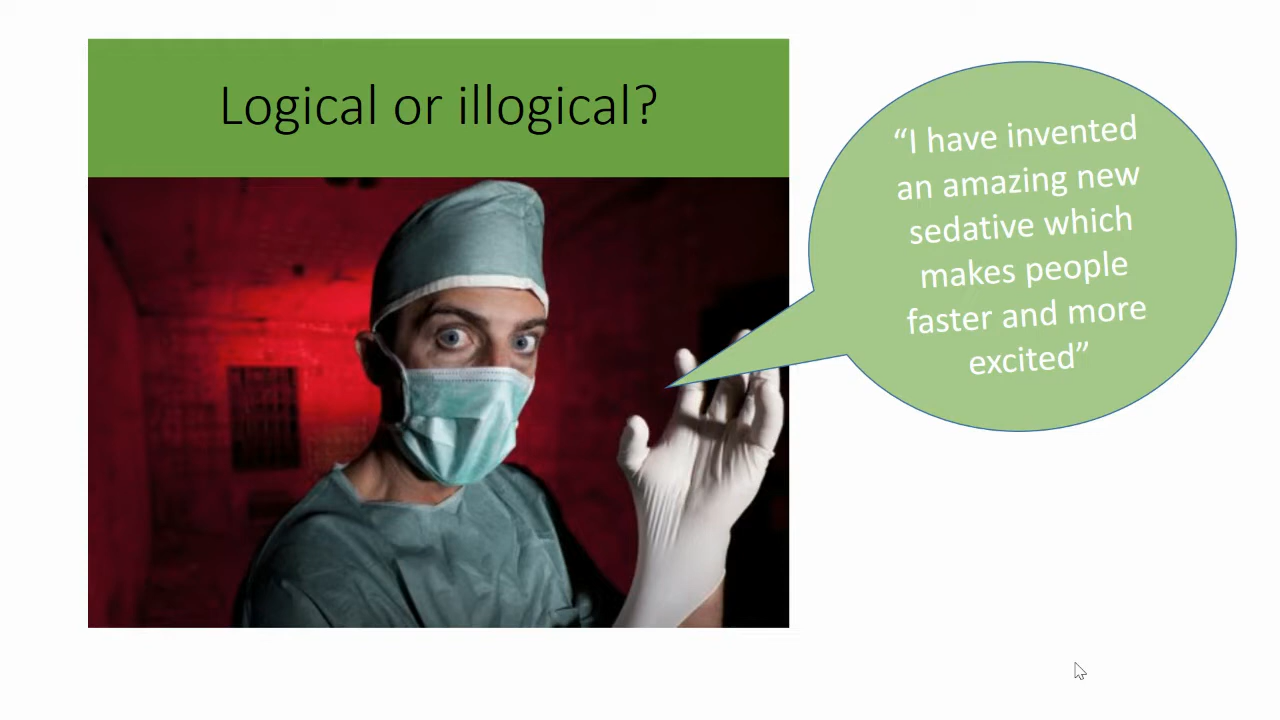 Logical or illogical?
“I have invented
an amazing new
sedative which
makes people
faster and more
excited”